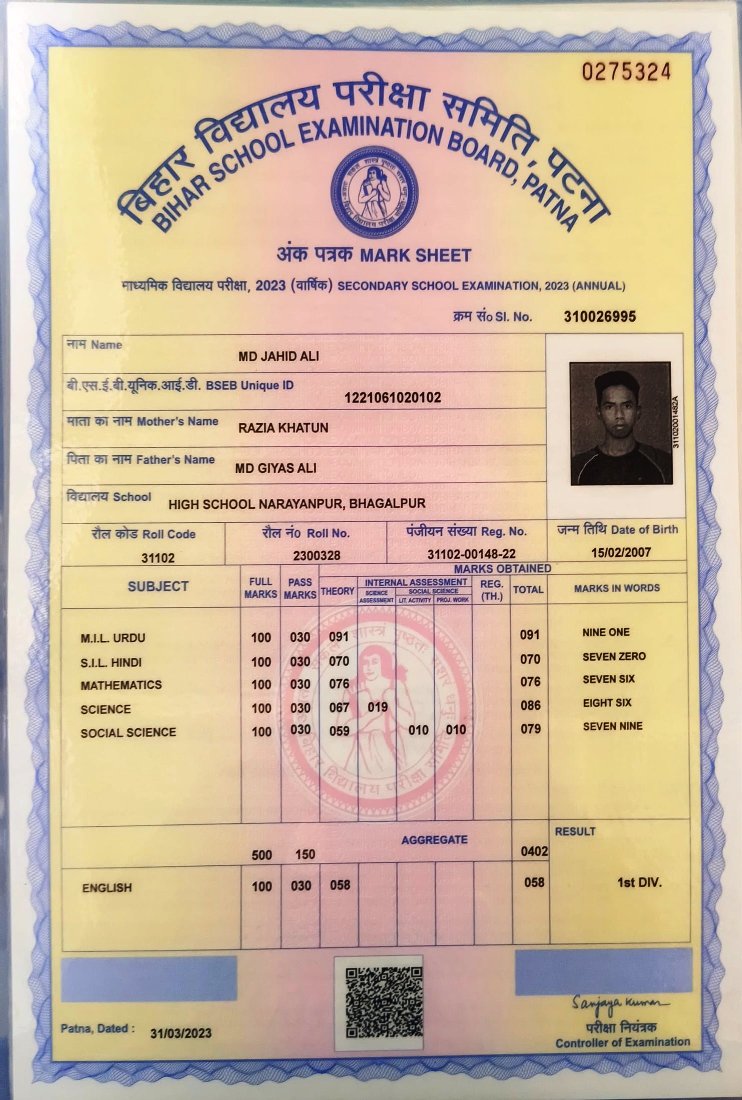 0275324
बिहार विद्यालय परीक्षा समिति, पटना
BIHAR SCHOOL EXAMINATION BOARD, PATNA
अंक पत्रक MARK SHEET
माध्यमिक विद्यालय परीक्षा, 2023 (वार्षिक) SECONDARY SCHOOL EXAMINATION, 2023 (ANNUAL)
क्रम सं० Sl. No. 310026995
नाम Name MD JAHID ALI
बी.एस.ई.बी.यूनिक.आई.डी. BSEB Unique ID 1221061020102
माता का नाम Mother's Name RAZIA KHATUN
पिता का नाम Father's Name MD GIYAS ALI
विद्यालय School HIGH SCHOOL NARAYANPUR, BHAGALPUR
रौल कोड Roll Code रौल नं० Roll No. पंजीयन संख्या Reg. No. जन्म तिथि Date of Birth
31102 2300328 31102-00148-22 15/02/2007
MARKS OBTAINED
SUBJECT FULL MARKS PASS MARKS THEORY INTERNAL ASSESSMENT REG. (TH.) TOTAL MARKS IN WORDS
SCIENCE ASSESSMENT SOCIAL SCIENCE LIT. ACTIVITY PROJ. WORK
M.I.L. URDU 100 030 091 091 NINE ONE
S.I.L. HINDI 100 030 070 070 SEVEN ZERO
MATHEMATICS 100 030 076 076 SEVEN SIX
SCIENCE 100 030 067 019 086 EIGHT SIX
SOCIAL SCIENCE 100 030 059 010 010 079 SEVEN NINE
500 150 AGGREGATE 0402 RESULT
ENGLISH 100 030 058 058 1st DIV.
Sanjaya Kumar
Patna, Dated : 31/03/2023
परीक्षा नियंत्रक
Controller of Examination